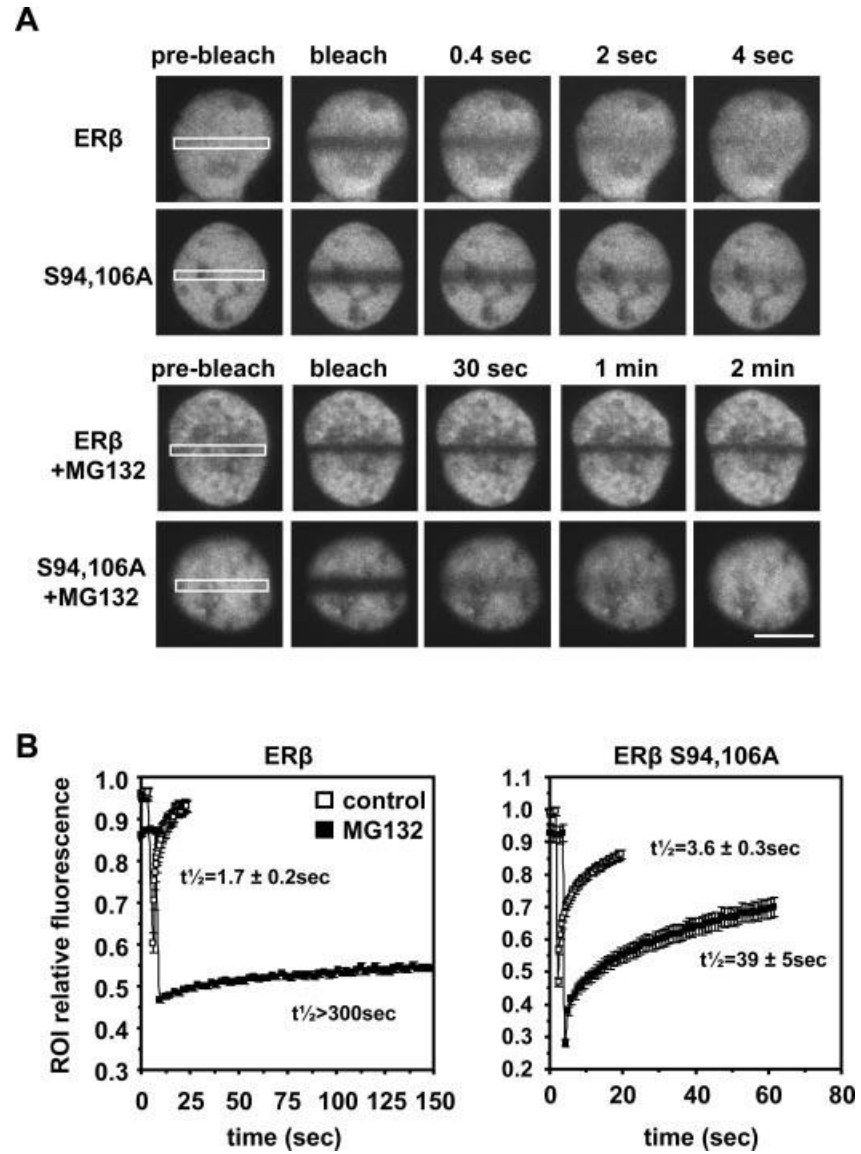 A
pre-bleach bleach 0.4 sec 2 sec 4 sec
ERβ
S94,106A
pre-bleach bleach 30 sec 1 min 2 min
ERβ
+MG132
S94,106A
+MG132
B
ERβ
ERβ S94,106A
ROI relative fluorescence
1.0
0.9
0.8
0.7
0.6
0.5
0.4
0.3
control
MG132
t½=1.7 ± 0.2sec
t½>300sec
0 25 50 75 100 125 150
time (sec)
1.1
1.0
0.9
0.8
0.7
0.6
0.5
0.4
0.3
0.2
t½=3.6 ± 0.3sec
t½=39 ± 5sec
0 20 40 60 80
time (sec)